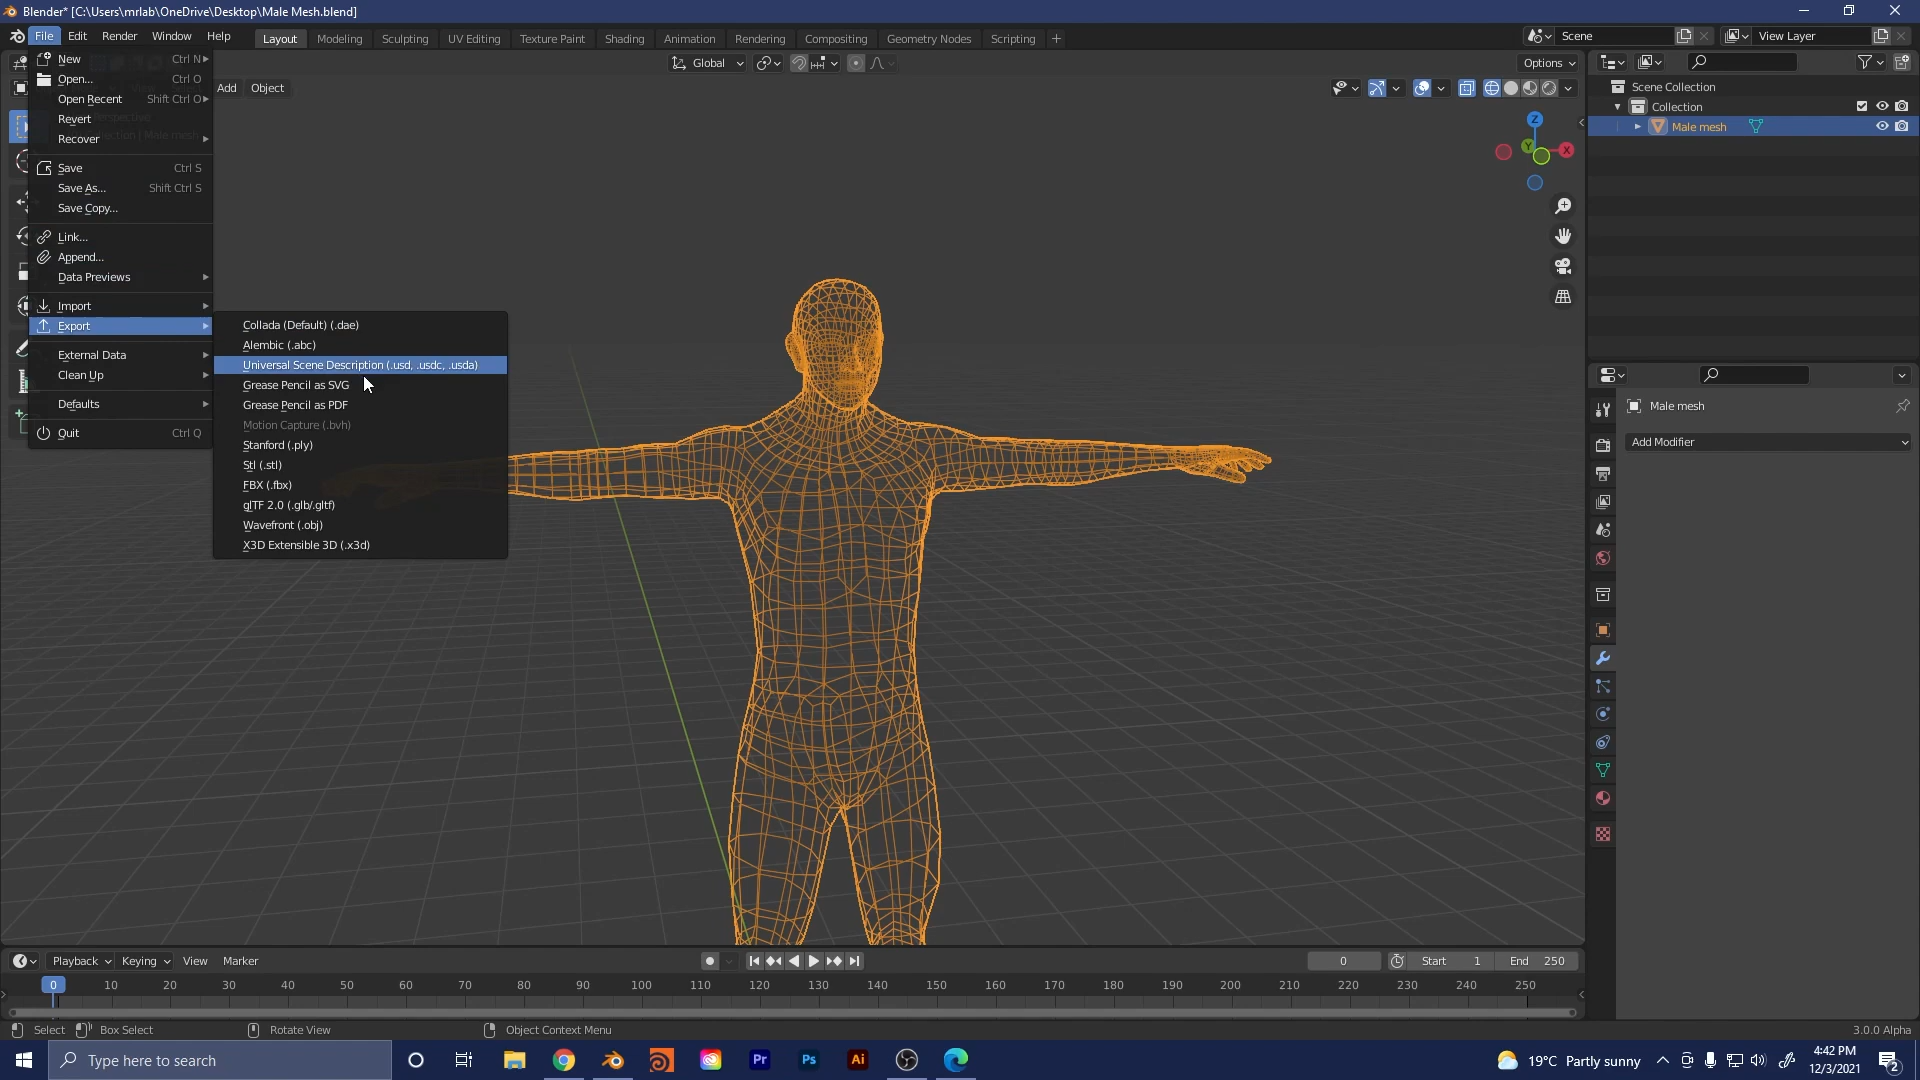 Blender* [C:\Users\mrlab\OneDrive\Desktop\Male Mesh.blend]
File Edit Render Window Help Layout Modeling Sculpting UV Editing Texture Paint Shading Animation Rendering Compositing Geometry Nodes Scripting + Scene View Layer
Global Options
Add Object
New Ctrl N
Open... Ctrl O
Open Recent Shift Ctrl O
Revert
Recover
Save Ctrl S
Save As... Shift Ctrl S
Save Copy...
Link...
Append...
Data Previews
Import
Export
External Data
Clean Up
Defaults
Quit Ctrl Q
Collada (Default) (.dae)
Alembic (.abc)
Universal Scene Description (.usd, .usdc, .usda)
Grease Pencil as SVG
Grease Pencil as PDF
Motion Capture (.bvh)
Stanford (.ply)
Stl (.stl)
FBX (.fbx)
glTF 2.0 (.glb/.gltf)
Wavefront (.obj)
X3D Extensible 3D (.x3d)
Z
Y
X
Scene Collection
Collection
Male mesh
Male mesh
Add Modifier
Playback Keying View Marker 0 Start 1 End 250
0 10 20 30 40 50 60 70 80 90 100 110 120 130 140 150 160 170 180 190 200 210 220 230 240 250
Select Box Select Rotate View Object Context Menu 3.0.0 Alpha
Type here to search Pr Ps Ai 19°C Partly sunny 4:42 PM
12/3/2021 2